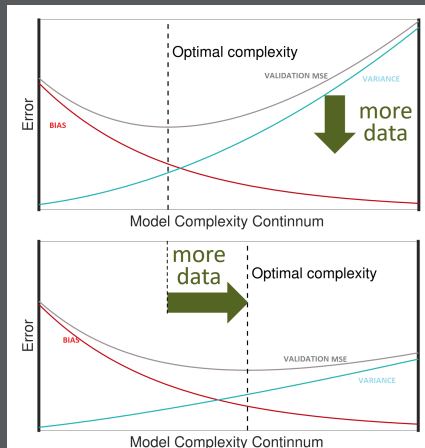 Optimal complexity
VALIDATION MSE
VARIANCE
more
data
BIAS
Error
Model Complexity Continnum
more
data
Optimal complexity
BIAS
VALIDATION MSE
VARIANCE
Error
Model Complexity Continnum